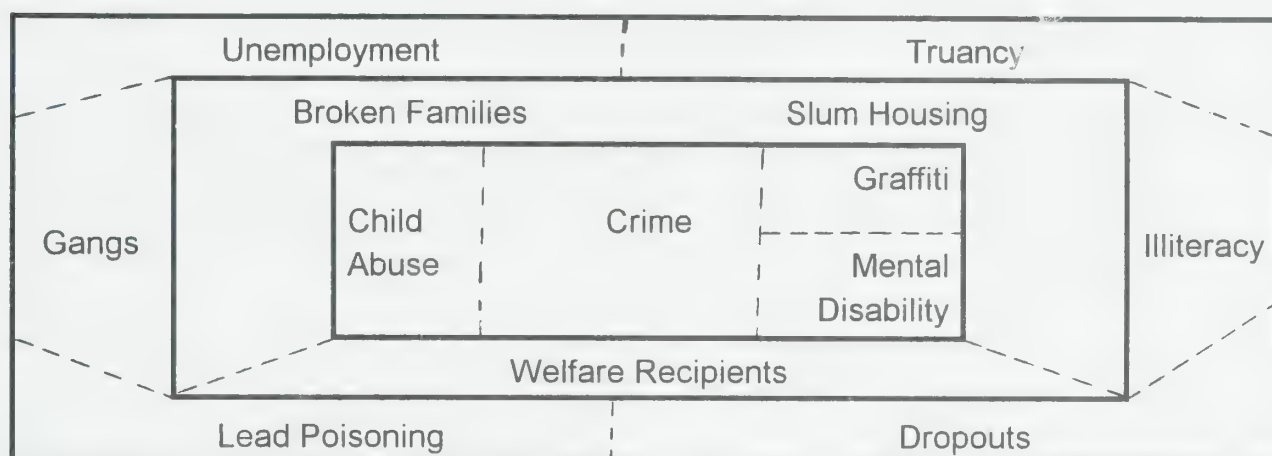 Unemployment
Truancy
Broken Families
Slum Housing
Graffiti
Child
Abuse
Crime
Gangs
Illiteracy
Mental
Disability
Welfare Recipients
Lead Poisoning
Dropouts